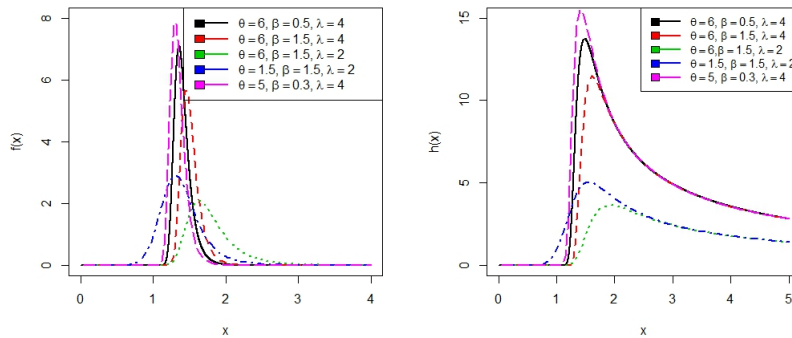 θ=6, β=0.5, λ=4
θ=6, β=1.5, λ=4
θ=6, β=1.5, λ=2
θ=1.5, β=1.5, λ=2
θ=5, β=0.3, λ=4
f(x)
8
6
4
2
0
0 1 2 3 4
x
θ=6, β=0.5, λ=4
θ=6, β=1.5, λ=4
θ=6,β=1.5, λ=2
θ=1.5, β=1.5, λ=2
θ=5, β=0.3, λ=4
h(x)
15
10
5
0
0 1 2 3 4 5
x